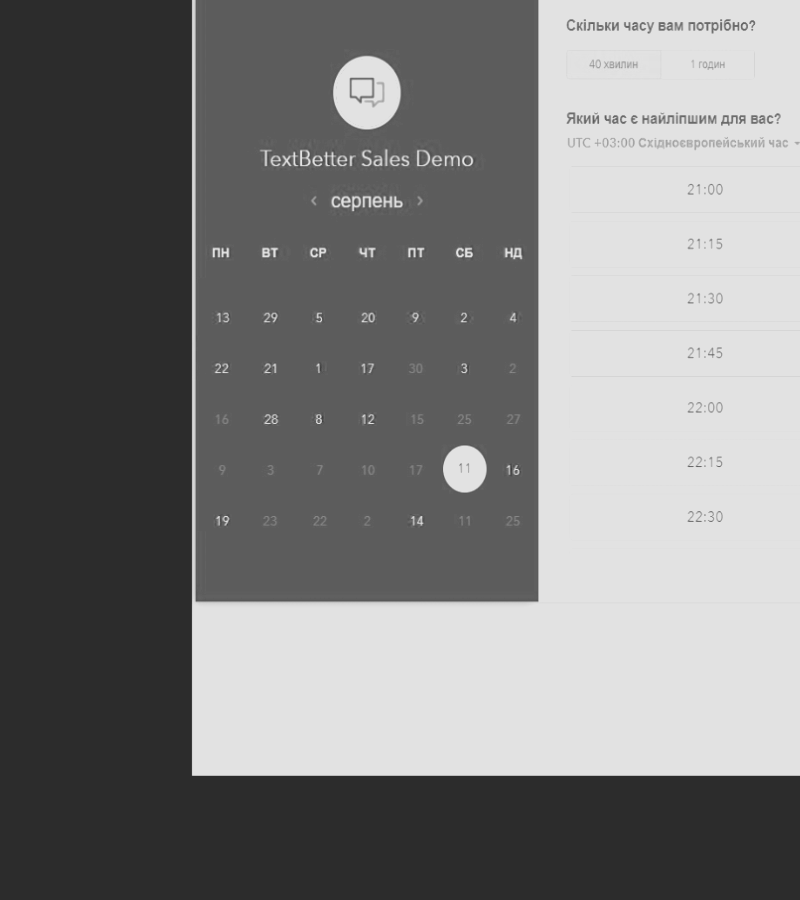 TextBetter Sales Demo
серпень
ПН ВТ СР ЧТ ПТ СБ НД
13 29 5 20 9 2 4
22 21 1 17 30 3 2
16 28 8 12 15 25 27
9 3 7 10 17 11 16
19 23 22 2 14 11 25
Скільки часу вам потрібно?
40 хвилин 1 годин
Який час є найліпшим для вас?
UTC +03:00 Східноєвропейський час
21:00
21:15
21:30
21:45
22:00
22:15
22:30